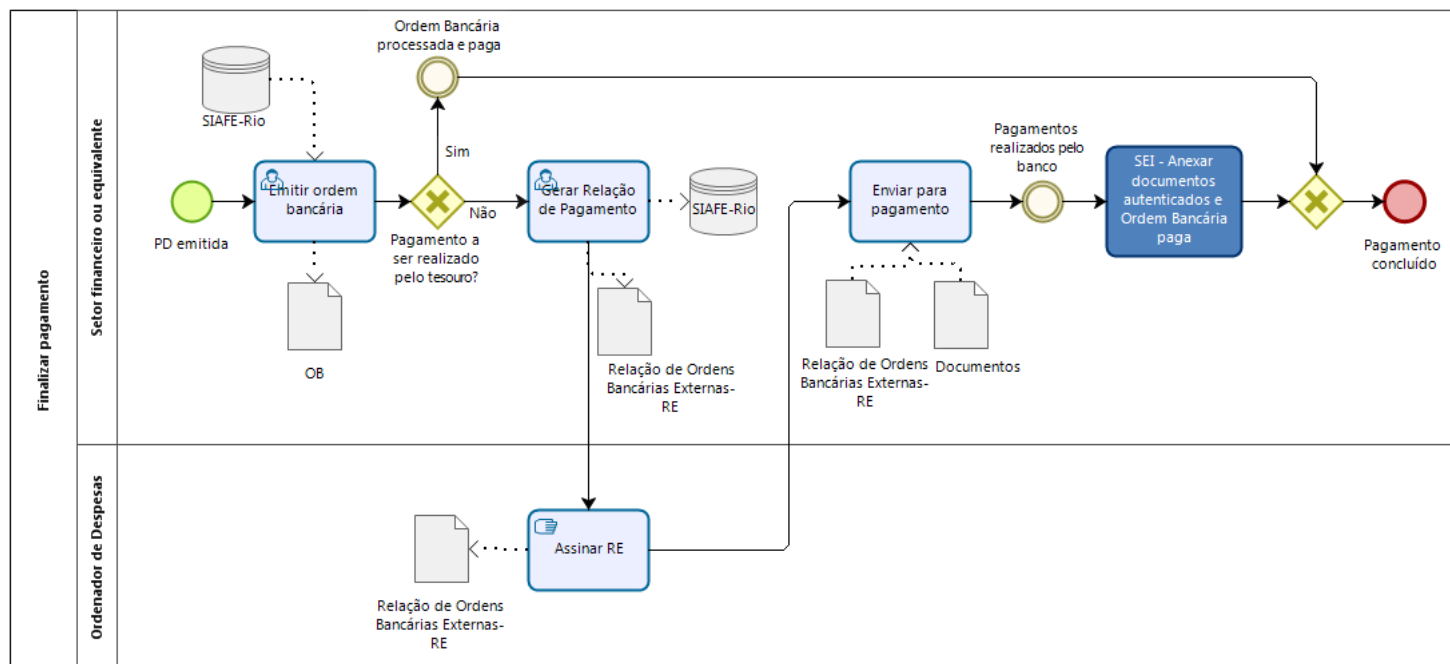 Finalizar pagamento
Setor financeiro ou equivalente
Ordenador de Despesas
Ordem Bancária
processada e paga
SIAFE-Rio
Sim
PD emitida
Emitir ordem
bancária
Não
Pagamento a
ser realizado
pelo tesouro?
OB
Gerar Relação
de Pagamento
SIAFE-Rio
Relação de Ordens
Bancárias Externas-
RE
Enviar para
pagamento
Relação de Ordens
Bancárias Externas-
RE
Documentos
Pagamentos
realizados pelo
banco
SEI - Anexar
documentos
autenticados e
Ordem Bancária
paga
Pagamento
concluído
Assinar RE
Relação de Ordens
Bancárias Externas-
RE